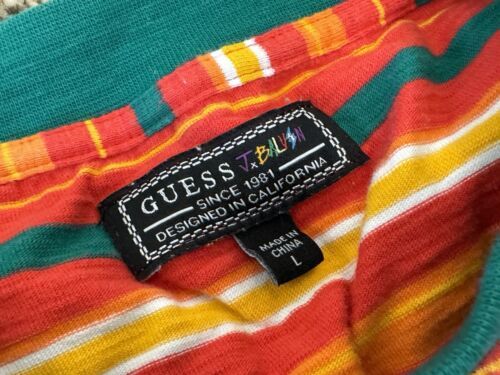 GUESS J x BALVIN
SINCE 1981
DESIGNED IN CALIFORNIA
MADE IN
CHINA
L